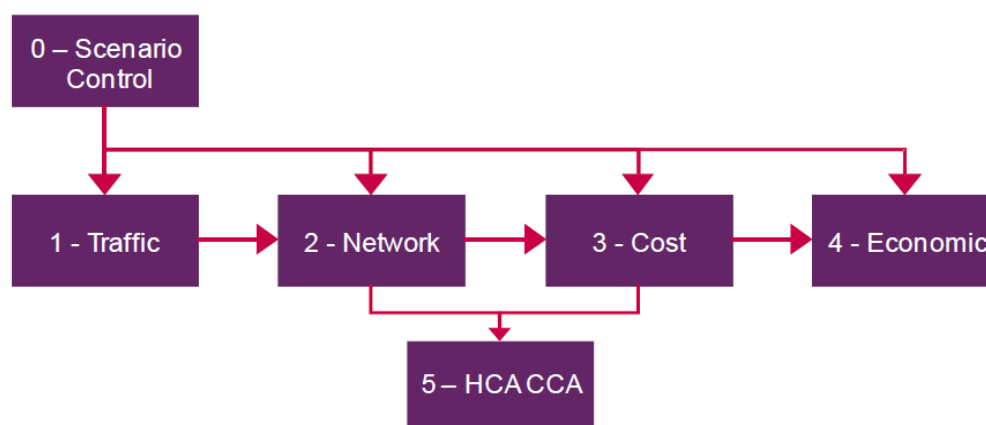 0 – Scenario
Control
1 - Traffic
2 - Network
3 - Cost
4 - Economic
5 – HCA CCA